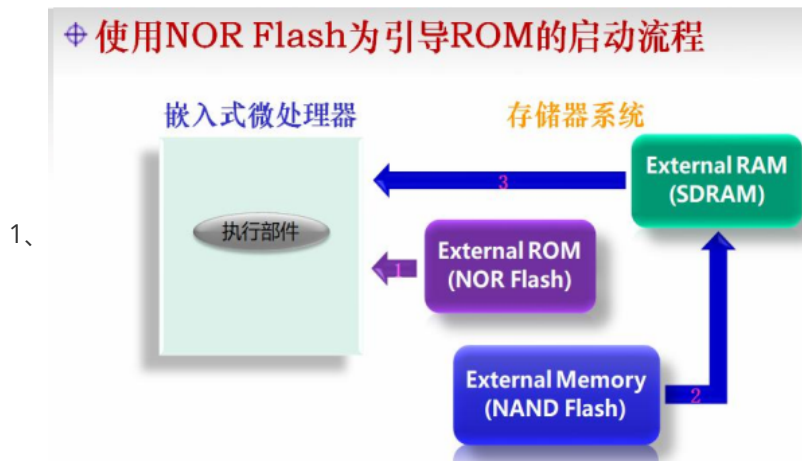 使用NOR Flash为引导ROM的启动流程
嵌入式微处理器
存储器系统
External RAM
(SDRAM)
3
1、
执行部件
External ROM
(NOR Flash)
1
External Memory
(NAND Flash)
2